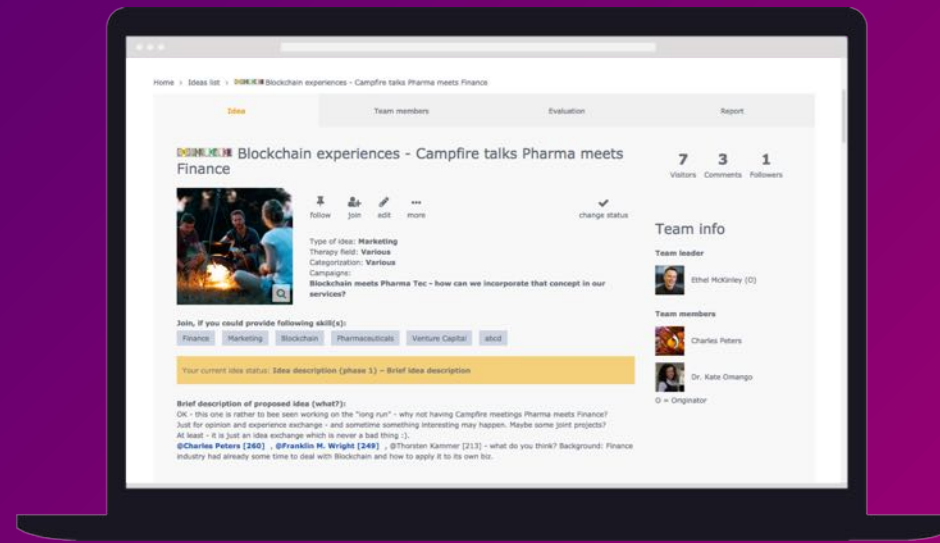 Home > Ideas list > Blockchain experiences - Campfire talks Pharma meets Finance
Idea
Team members
Evaluation
Report
Blockchain experiences - Campfire talks Pharma meets
Finance
7
3
1
Visitors
Comments
Followers
follow
join
edit
more
change status
Type of idea: Marketing
Therapy field: Various
Categorization: Various
Campaigne:
Blockchain meets Pharma Tec - how can we incorporate that concept in our
services?
Join, if you could provide following skill(s):
Finance
Marketing
Blockchain
Pharmaceuticals
Venture Capital
abcd
Your current idea status: Idea description (phase 1) – Brief idea description
Brief description of proposed idea (what?):
OK - this one is rather to bee seen working on the "long run" - why not having Campfire meetings Pharma meets Finance?
Just for opinion and experience exchange - and sometime something interesting may happen. Maybe some joint projects?
At least - it is just an idea exchange which is never a bad thing :).
@Charles Peters [260] , @Franklin M. Wright [249] , @Thorsten Kammer [213] - what do you think? Background: Finance
industry had already some time to deal with Blockchain and how to apply it to its own biz.
Team info
Team leader
Ethel McKinley (O)
Team members
Charles Peters
Dr. Kate Omango
O = Originator